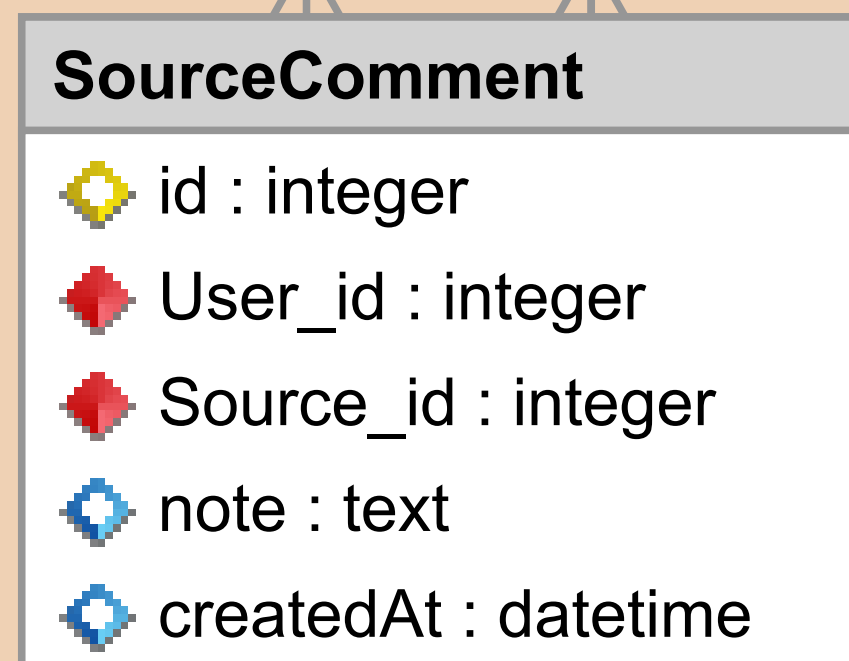 SourceComment
id : integer
User_id : integer
Source_id : integer
note : text
createdAt : datetime